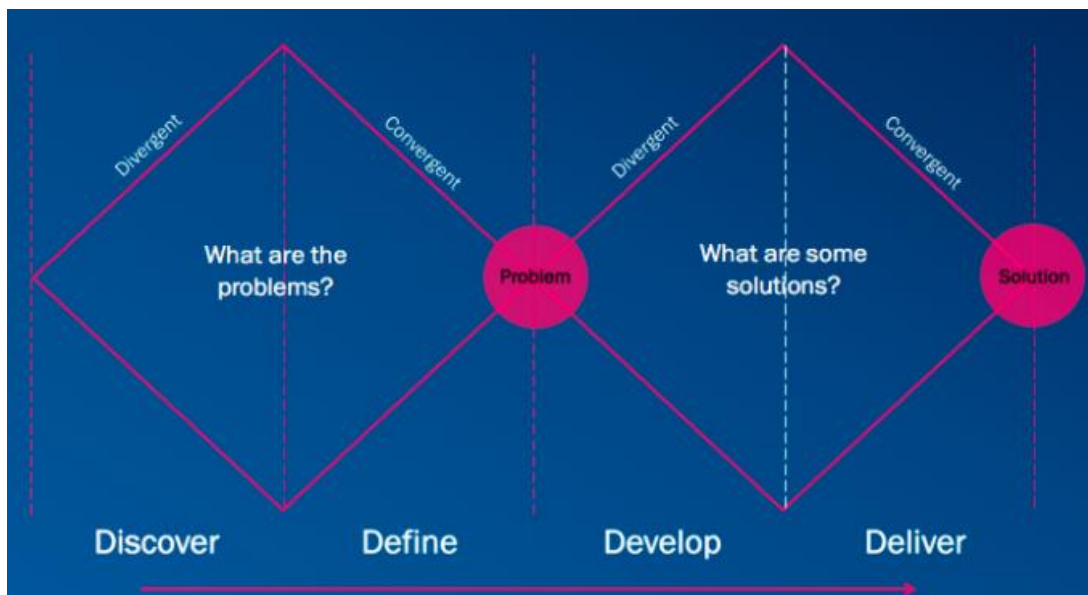 Divergent
Convergent
Divergent
Convergent
What are the
problems?
Problem
What are some
solutions?
Solution
Discover
Define
Develop
Deliver